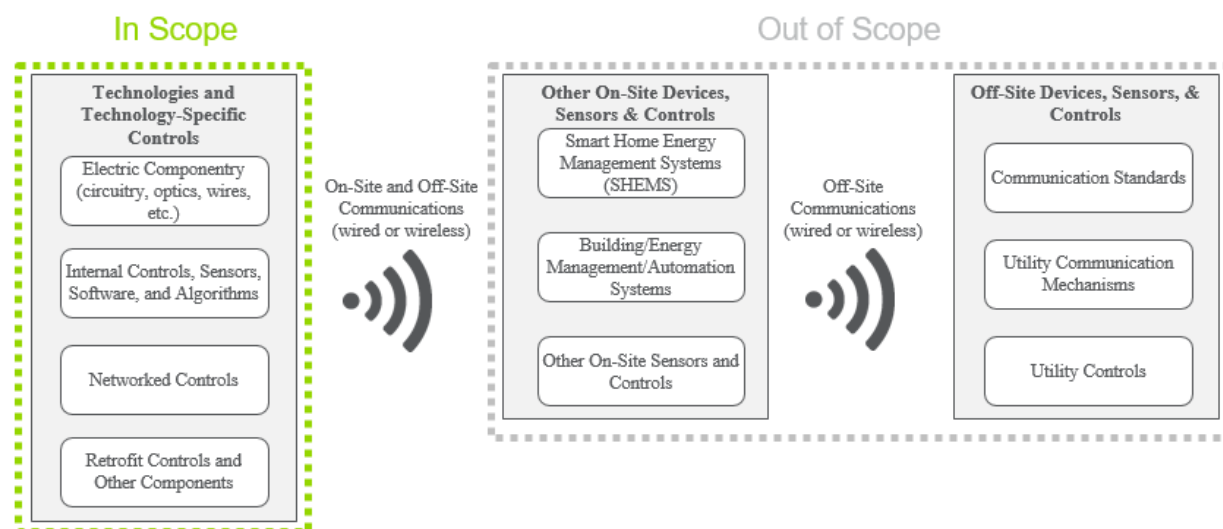 In Scope
Out of Scope
Technologies and
Technology-Specific
Controls
Electric Componentry
(circuitry, optics, wires,
etc.)
Internal Controls, Sensors,
Software, and Algorithms
Networked Controls
Retrofit Controls and
Other Components
On-Site and Off-Site
Communications
(wired or wireless)
Other On-Site Devices,
Sensors & Controls
Smart Home Energy
Management Systems
(SHEMS)
Building/Energy
Management/Automation
Systems
Other On-Site Sensors and
Controls
Off-Site
Communications
(wired or wireless)
Off-Site Devices, Sensors, &
Controls
Communication Standards
Utility Communication
Mechanisms
Utility Controls